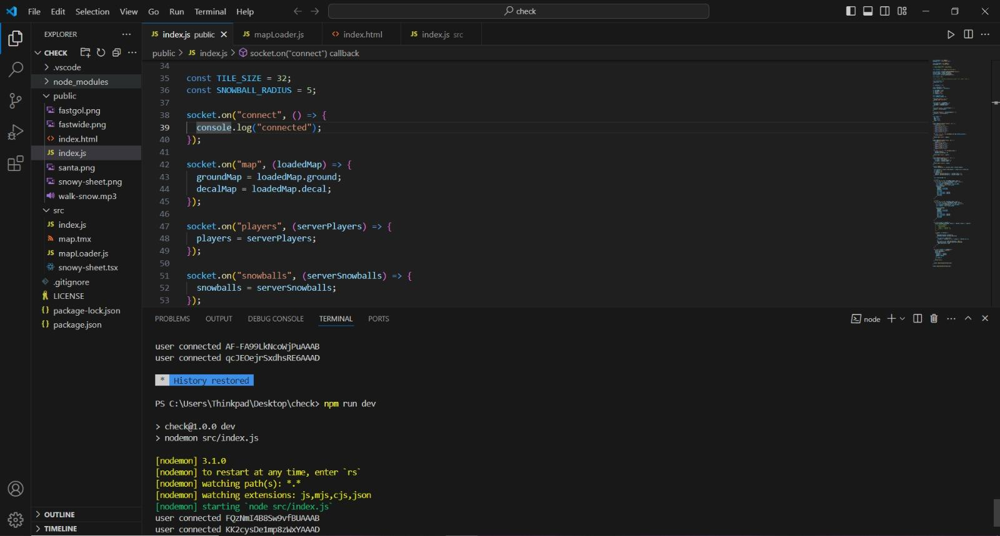 File Edit Selection View Go Run Terminal Help
check
EXPLORER
CHECK
.vscode
node_modules
public
fastgol.png
fastwide.png
index.html
index.js
santa.png
snowy-sheet.png
walk-snow.mp3
src
JS index.js
map.tmx
JS mapLoader.js
snowy-sheet.tsx
.gitignore
LICENSE
{} package-lock.json
{} package.json
OUTLINE
TIMELINE
JS index.js public
JS mapLoader.js
<> index.html
JS index.js src
public > JS index.js > socket.on("connect") callback
34
35 const TILE_SIZE = 32;
36 const SNOWBALL_RADIUS = 5;
37
38 socket.on("connect", () => {
39 console.log("connected");
40 });
41
42 socket.on("map", (loadedMap) => {
43 groundMap = loadedMap.ground;
44 decalMap = loadedMap.decal;
45 });
46
47 socket.on("players", (serverPlayers) => {
48 players = serverPlayers;
49 });
50
51 socket.on("snowballs", (serverSnowballs) => {
52 snowballs = serverSnowballs;
53 });
PROBLEMS OUTPUT DEBUG CONSOLE TERMINAL PORTS
node
user connected AF-FA99LkNcoWjPuAAAB
user connected qcJEOejrSxdhsRE6AAAD
* History restored
PS C:\Users\Thinkpad\Desktop\check> npm run dev
> check@1.0.0 dev
> nodemon src/index.js
[nodemon] 3.1.0
[nodemon] to restart at any time, enter `rs`
[nodemon] watching path(s): *.*
[nodemon] watching extensions: js,mjs,cjs,json
[nodemon] starting `node src/index.js`
user connected FQzNmI4B8Sw9vfBUAAAB
user connected KK2cysDe1mp8zWxYAAAD